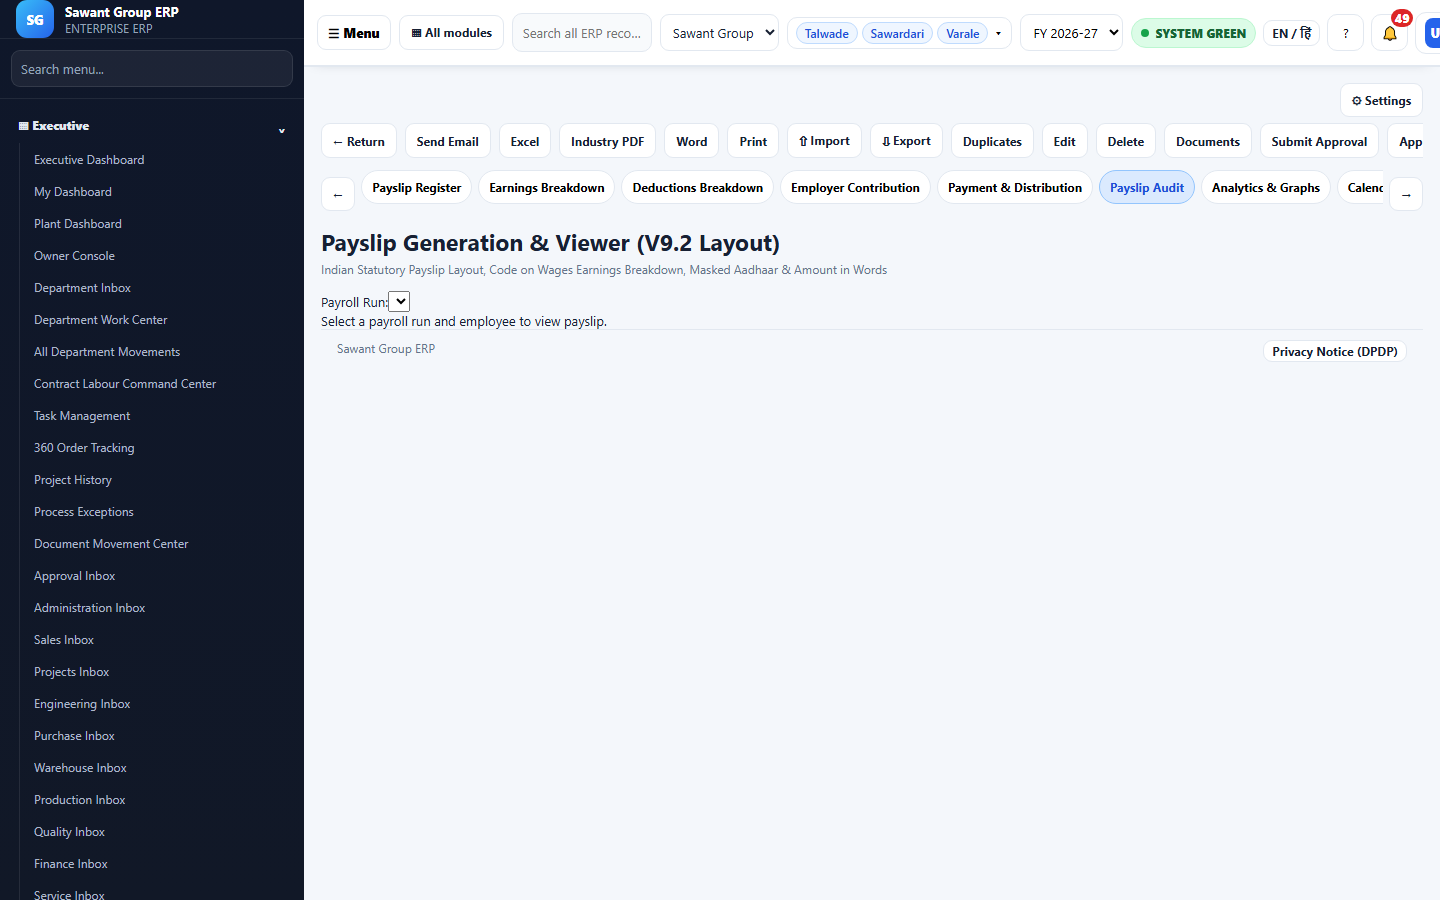 SG
Sawant Group ERP
ENTERPRISE ERP
Search menu...
Executive
Executive Dashboard
My Dashboard
Plant Dashboard
Owner Console
Department Inbox
Department Work Center
All Department Movements
Contract Labour Command Center
Task Management
360 Order Tracking
Project History
Process Exceptions
Document Movement Center
Approval Inbox
Administration Inbox
Sales Inbox
Projects Inbox
Engineering Inbox
Purchase Inbox
Warehouse Inbox
Production Inbox
Quality Inbox
Finance Inbox
Service Inbox
☰ Menu All modules Search all ERP reco... Sawant Group Talwade Sawardari Varale FY 2026-27 SYSTEM GREEN EN / हिं ? 49 U
⚙ Settings
← Return Send Email Excel Industry PDF Word Print ⇧ Import ⇩ Export Duplicates Edit Delete Documents Submit Approval App
← Payslip Register Earnings Breakdown Deductions Breakdown Employer Contribution Payment & Distribution Payslip Audit Analytics & Graphs Calend →
Payslip Generation & Viewer (V9.2 Layout)
Indian Statutory Payslip Layout, Code on Wages Earnings Breakdown, Masked Aadhaar & Amount in Words
Payroll Run:
Select a payroll run and employee to view payslip.
Sawant Group ERP Privacy Notice (DPDP)